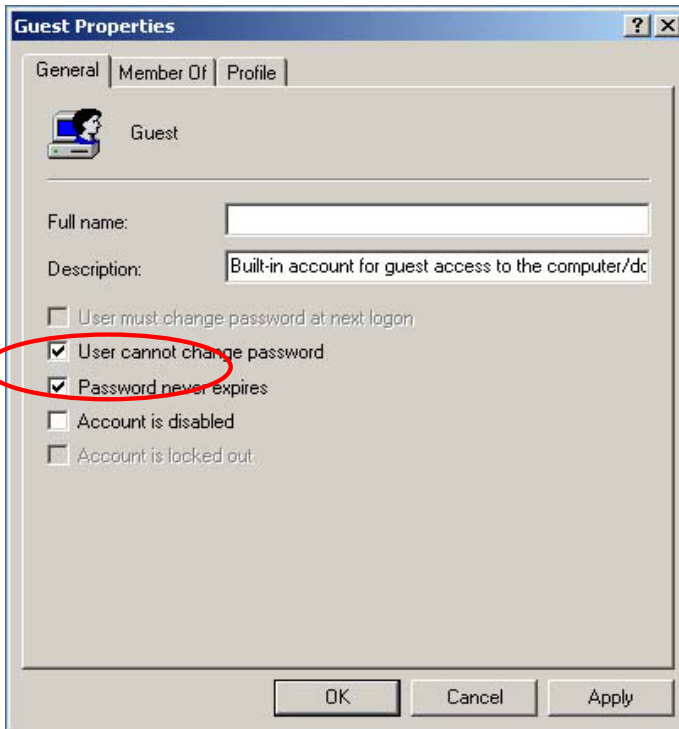 Guest Properties
General Member Of Profile
Guest
Full name:
Description: Built-in account for guest access to the computer/dc
User must change password at next logon
User cannot change password
Password never expires
Account is disabled
Account is locked out
OK Cancel Apply